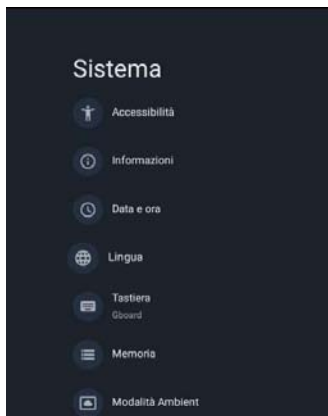 Sistema
Accessibilità
Informazioni
Data e ora
Lingua
Tastiera
Gboard
Memoria
Modalità Ambient